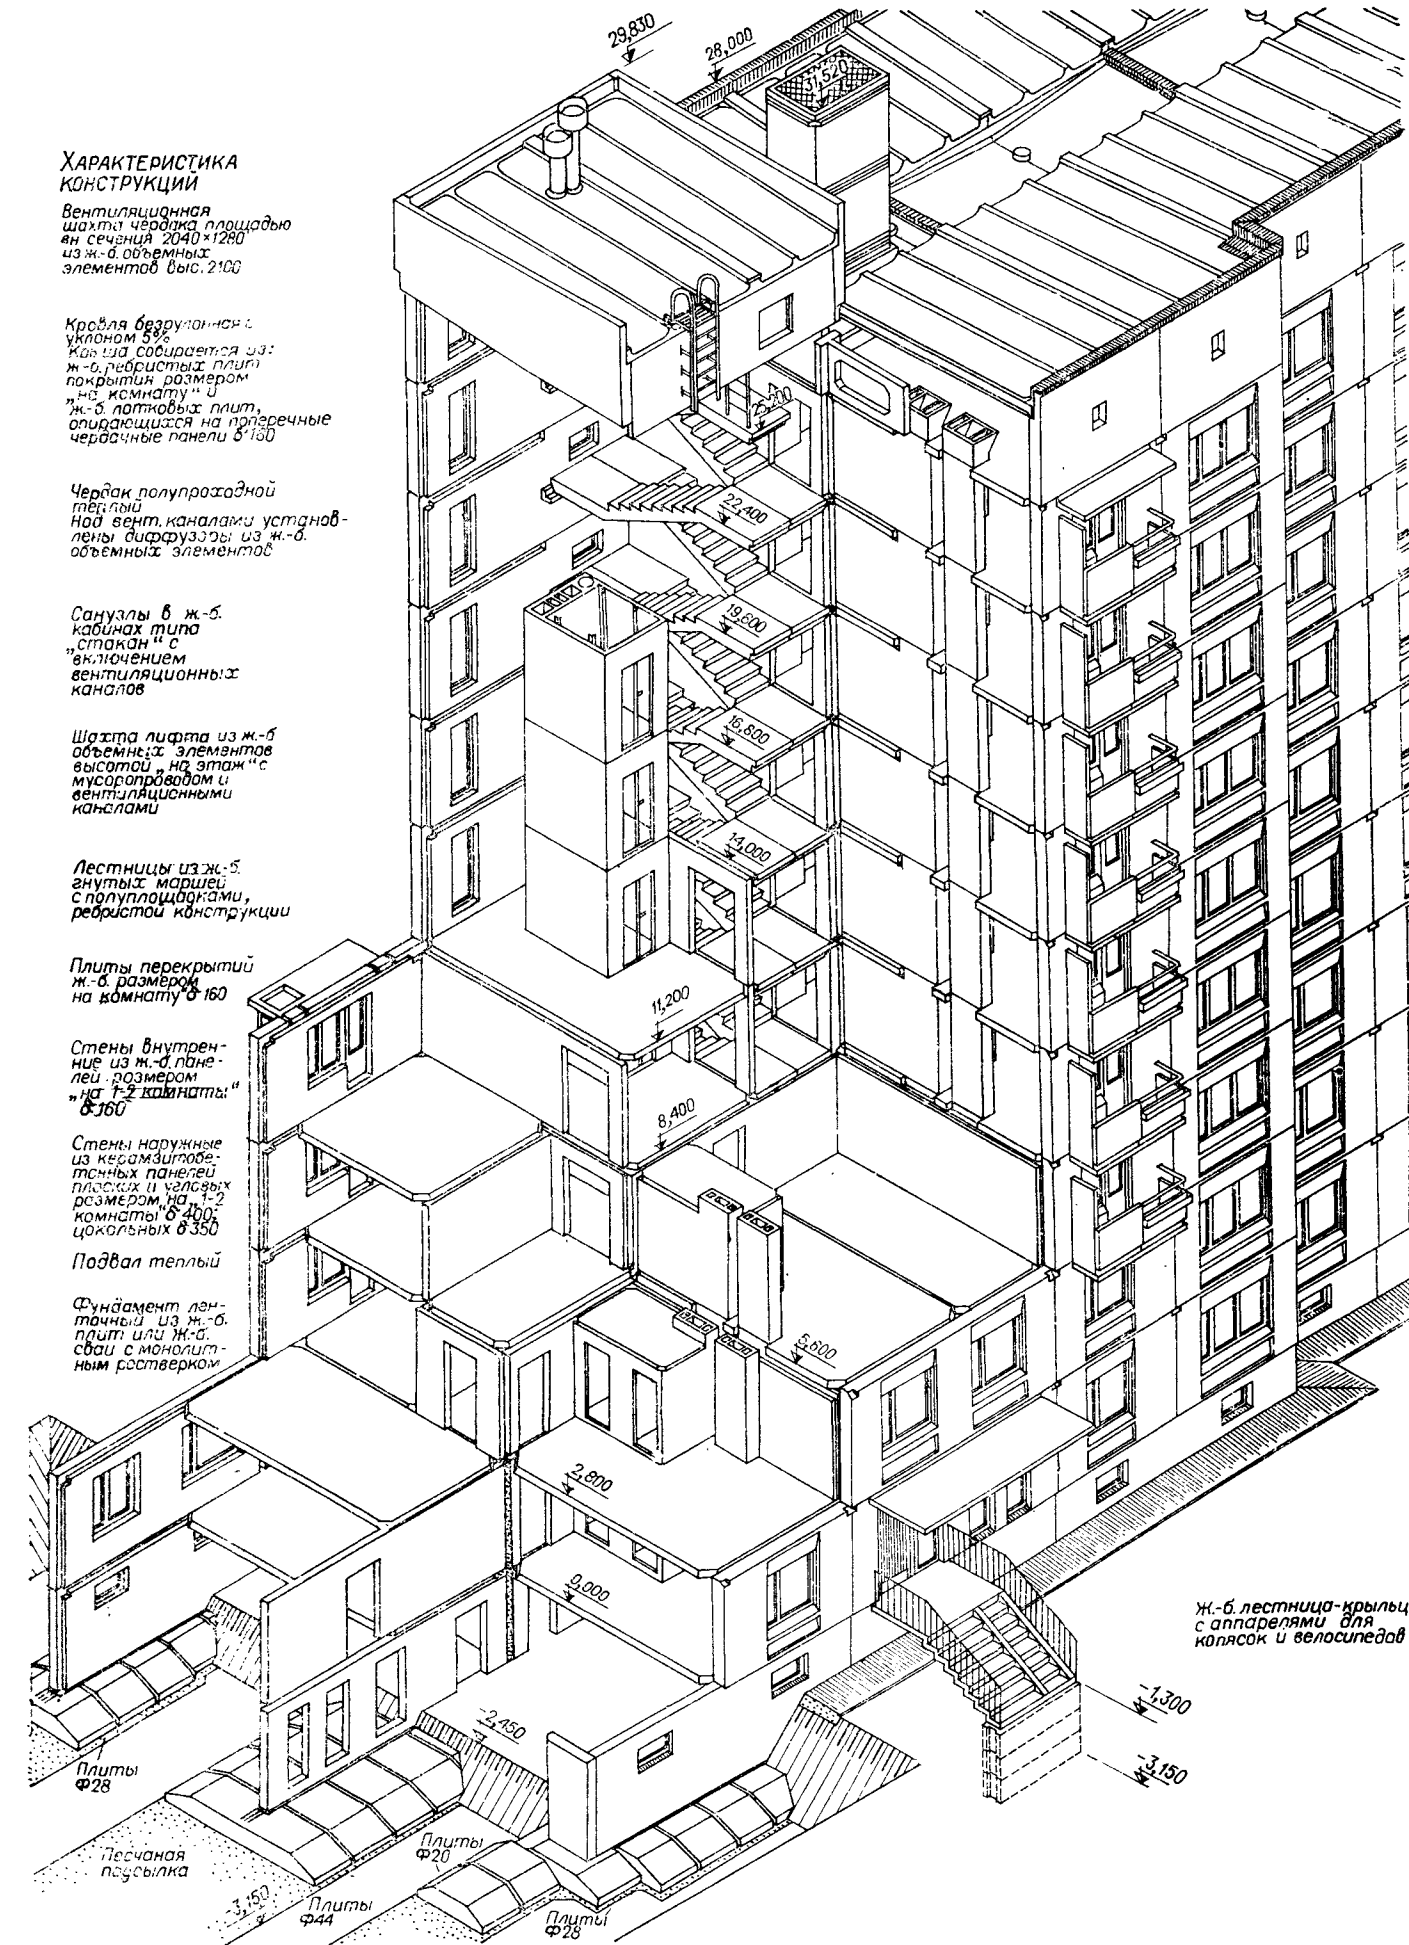 29,830
28,000
31,520
ХАРАКТЕРИСТИКА
КОНСТРУКЦИЙ
Вентиляционная
шахта чердака площадью
вн сечения 2040×1280
из ж.-б. объемных
элементов выс. 2100
Кровля безрулонная с
уклоном 5%
Крыша собирается из:
ж-б. ребристых плит
покрытия размером
„на комнату“ и
ж.-б. лотковых плит,
опирающихся на поперечные
чердачные панели δ 160
25,200
Чердак полупроходной
теплый
Над вент. каналами установ-
лены диффузоры из ж.-б.
объемных элементов
22,400
Санузлы в ж.-б.
кабинах типа
„стакан“ с
включением
вентиляционных
каналов
19,600
Шахта лифта из ж.-б
объемных элементов
высотой „на этаж“ с
мусоропроводом и
вентиляционными
каналами
16,800
14,000
Лестницы из ж.-б.
гнутых маршей
с полуплощадками,
ребристой конструкции
Плиты перекрытий
ж.-б. размером
на комнату“ δ 160
11,200
Стены внутрен-
ние из ж.-б. пане-
лей размером
„на 1-2 комнаты“
δ 160
8,400
Стены наружные
из керамзитобе-
тонных панелей
плоских и угловых
размером „на 1-2
комнаты“ δ 400,
цокольных δ 350
Подвал теплый
Фундамент лен-
точный из ж.-б.
плит или ж.-б.
сваи с монолит-
ным ростверком
5,600
2,800
0,000
Ж.-б. лестница-крыльц
с аппарелями для
колясок и велосипедов
-1,300
-3,150
-2,450
Плиты
Ф28
Песчаная
подсыпка
Плиты
Ф20
-3,150
Плиты
Ф44
Плиты
Ф28